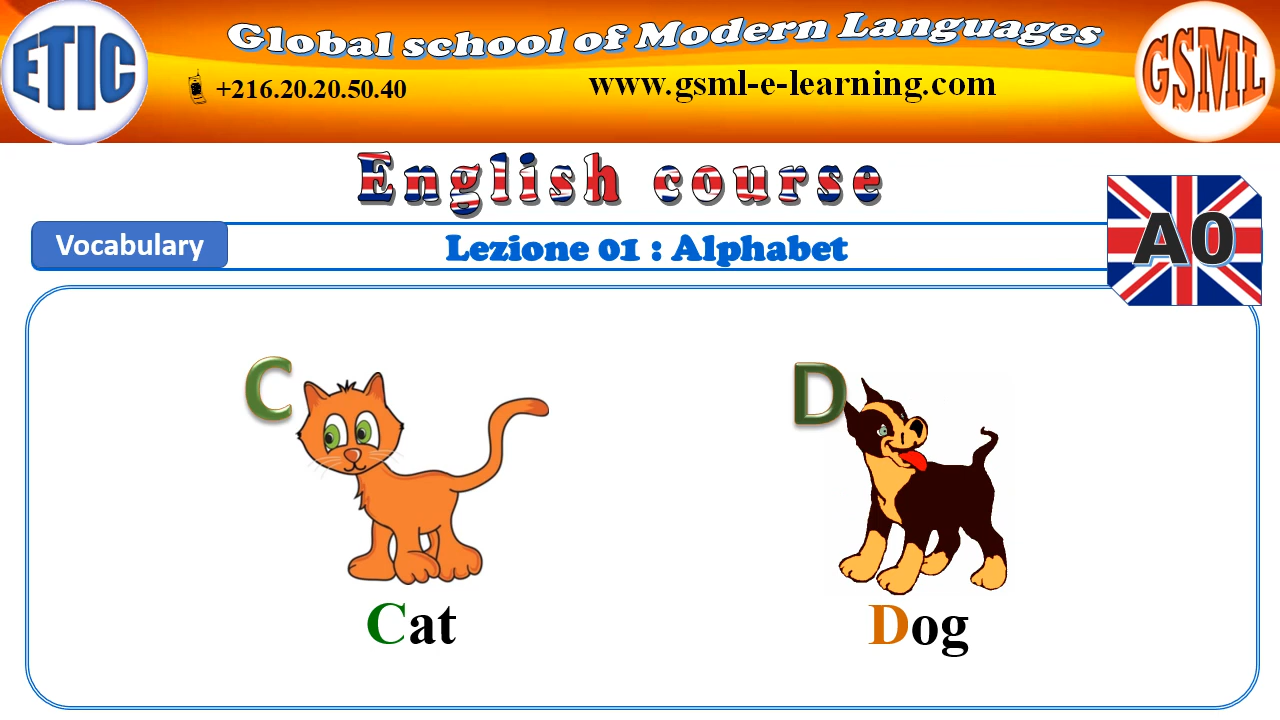 ETIC
Global school of Modern Languages
GSML
+216.20.20.50.40
www.gsml-e-learning.com
English course
Vocabulary
Lezione 01 : Alphabet
A0
C
D
Cat
Dog